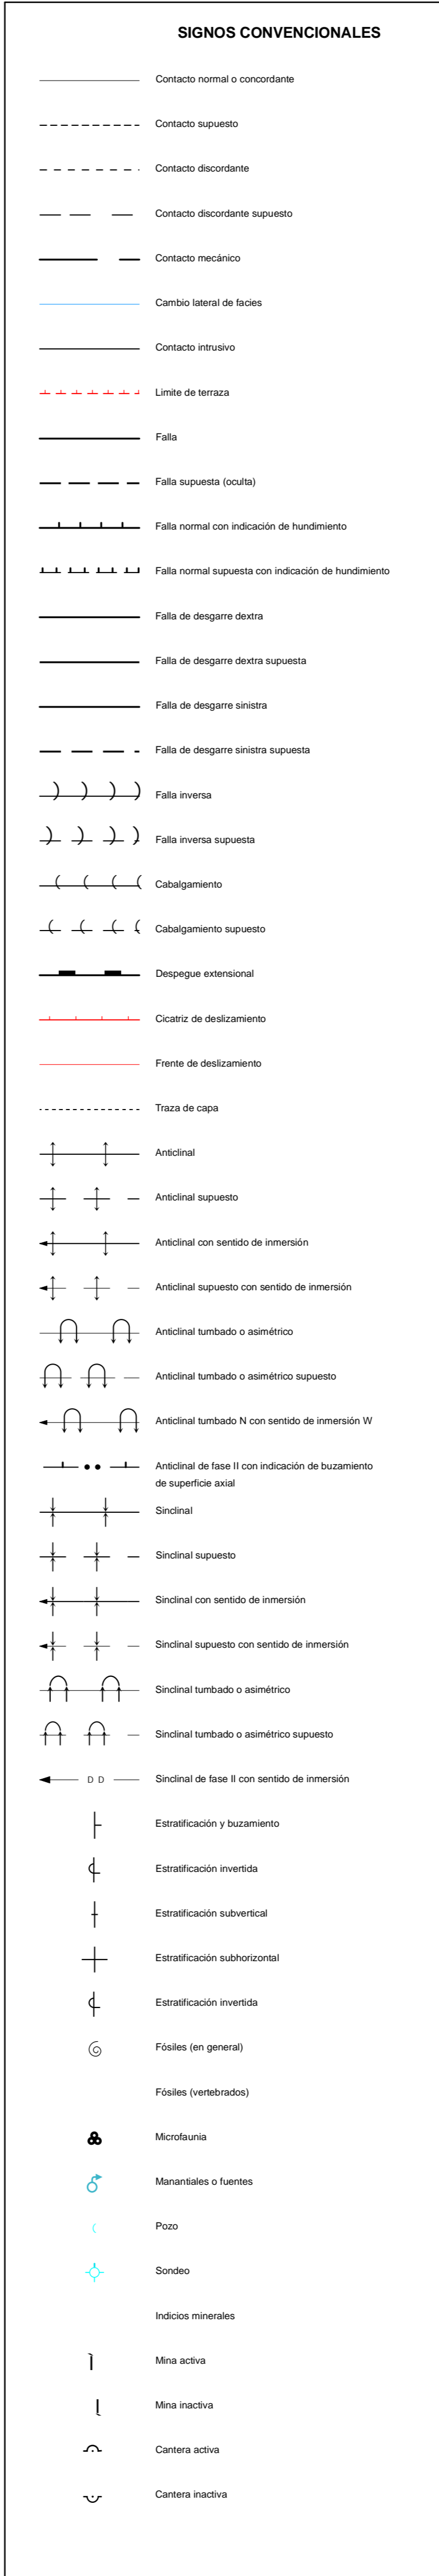 SIGNOS CONVENCIONALES
Contacto normal o concordante
Contacto supuesto
Contacto discordante
Contacto discordante supuesto
Contacto mecánico
Cambio lateral de facies
Contacto intrusivo
Limite de terraza
Falla
Falla supuesta (oculta)
Falla normal con indicación de hundimiento
Falla normal supuesta con indicación de hundimiento
Falla de desgarre dextra
Falla de desgarre dextra supuesta
Falla de desgarre sinistra
Falla de desgarre sinistra supuesta
Falla inversa
Falla inversa supuesta
Cabalgamiento
Cabalgamiento supuesto
Despegue extensional
Cicatriz de deslizamiento
Frente de deslizamiento
Traza de capa
Anticlinal
Anticlinal supuesto
Anticlinal con sentido de inmersión
Anticlinal supuesto con sentido de inmersión
Anticlinal tumbado o asimétrico
Anticlinal tumbado o asimétrico supuesto
Anticlinal tumbado N con sentido de inmersión W
Anticlinal de fase II con indicación de buzamiento
de superficie axial
Sinclinal
Sinclinal supuesto
Sinclinal con sentido de inmersión
Sinclinal supuesto con sentido de inmersión
Sinclinal tumbado o asimétrico
Sinclinal tumbado o asimétrico supuesto
D D Sinclinal de fase II con sentido de inmersión
Estratificación y buzamiento
Estratificación invertida
Estratificación subvertical
Estratificación subhorizontal
Estratificación invertida
Fósiles (en general)
Fósiles (vertebrados)
Microfaunia
Manantiales o fuentes
Pozo
Sondeo
Indicios minerales
Mina activa
Mina inactiva
Cantera activa
Cantera inactiva